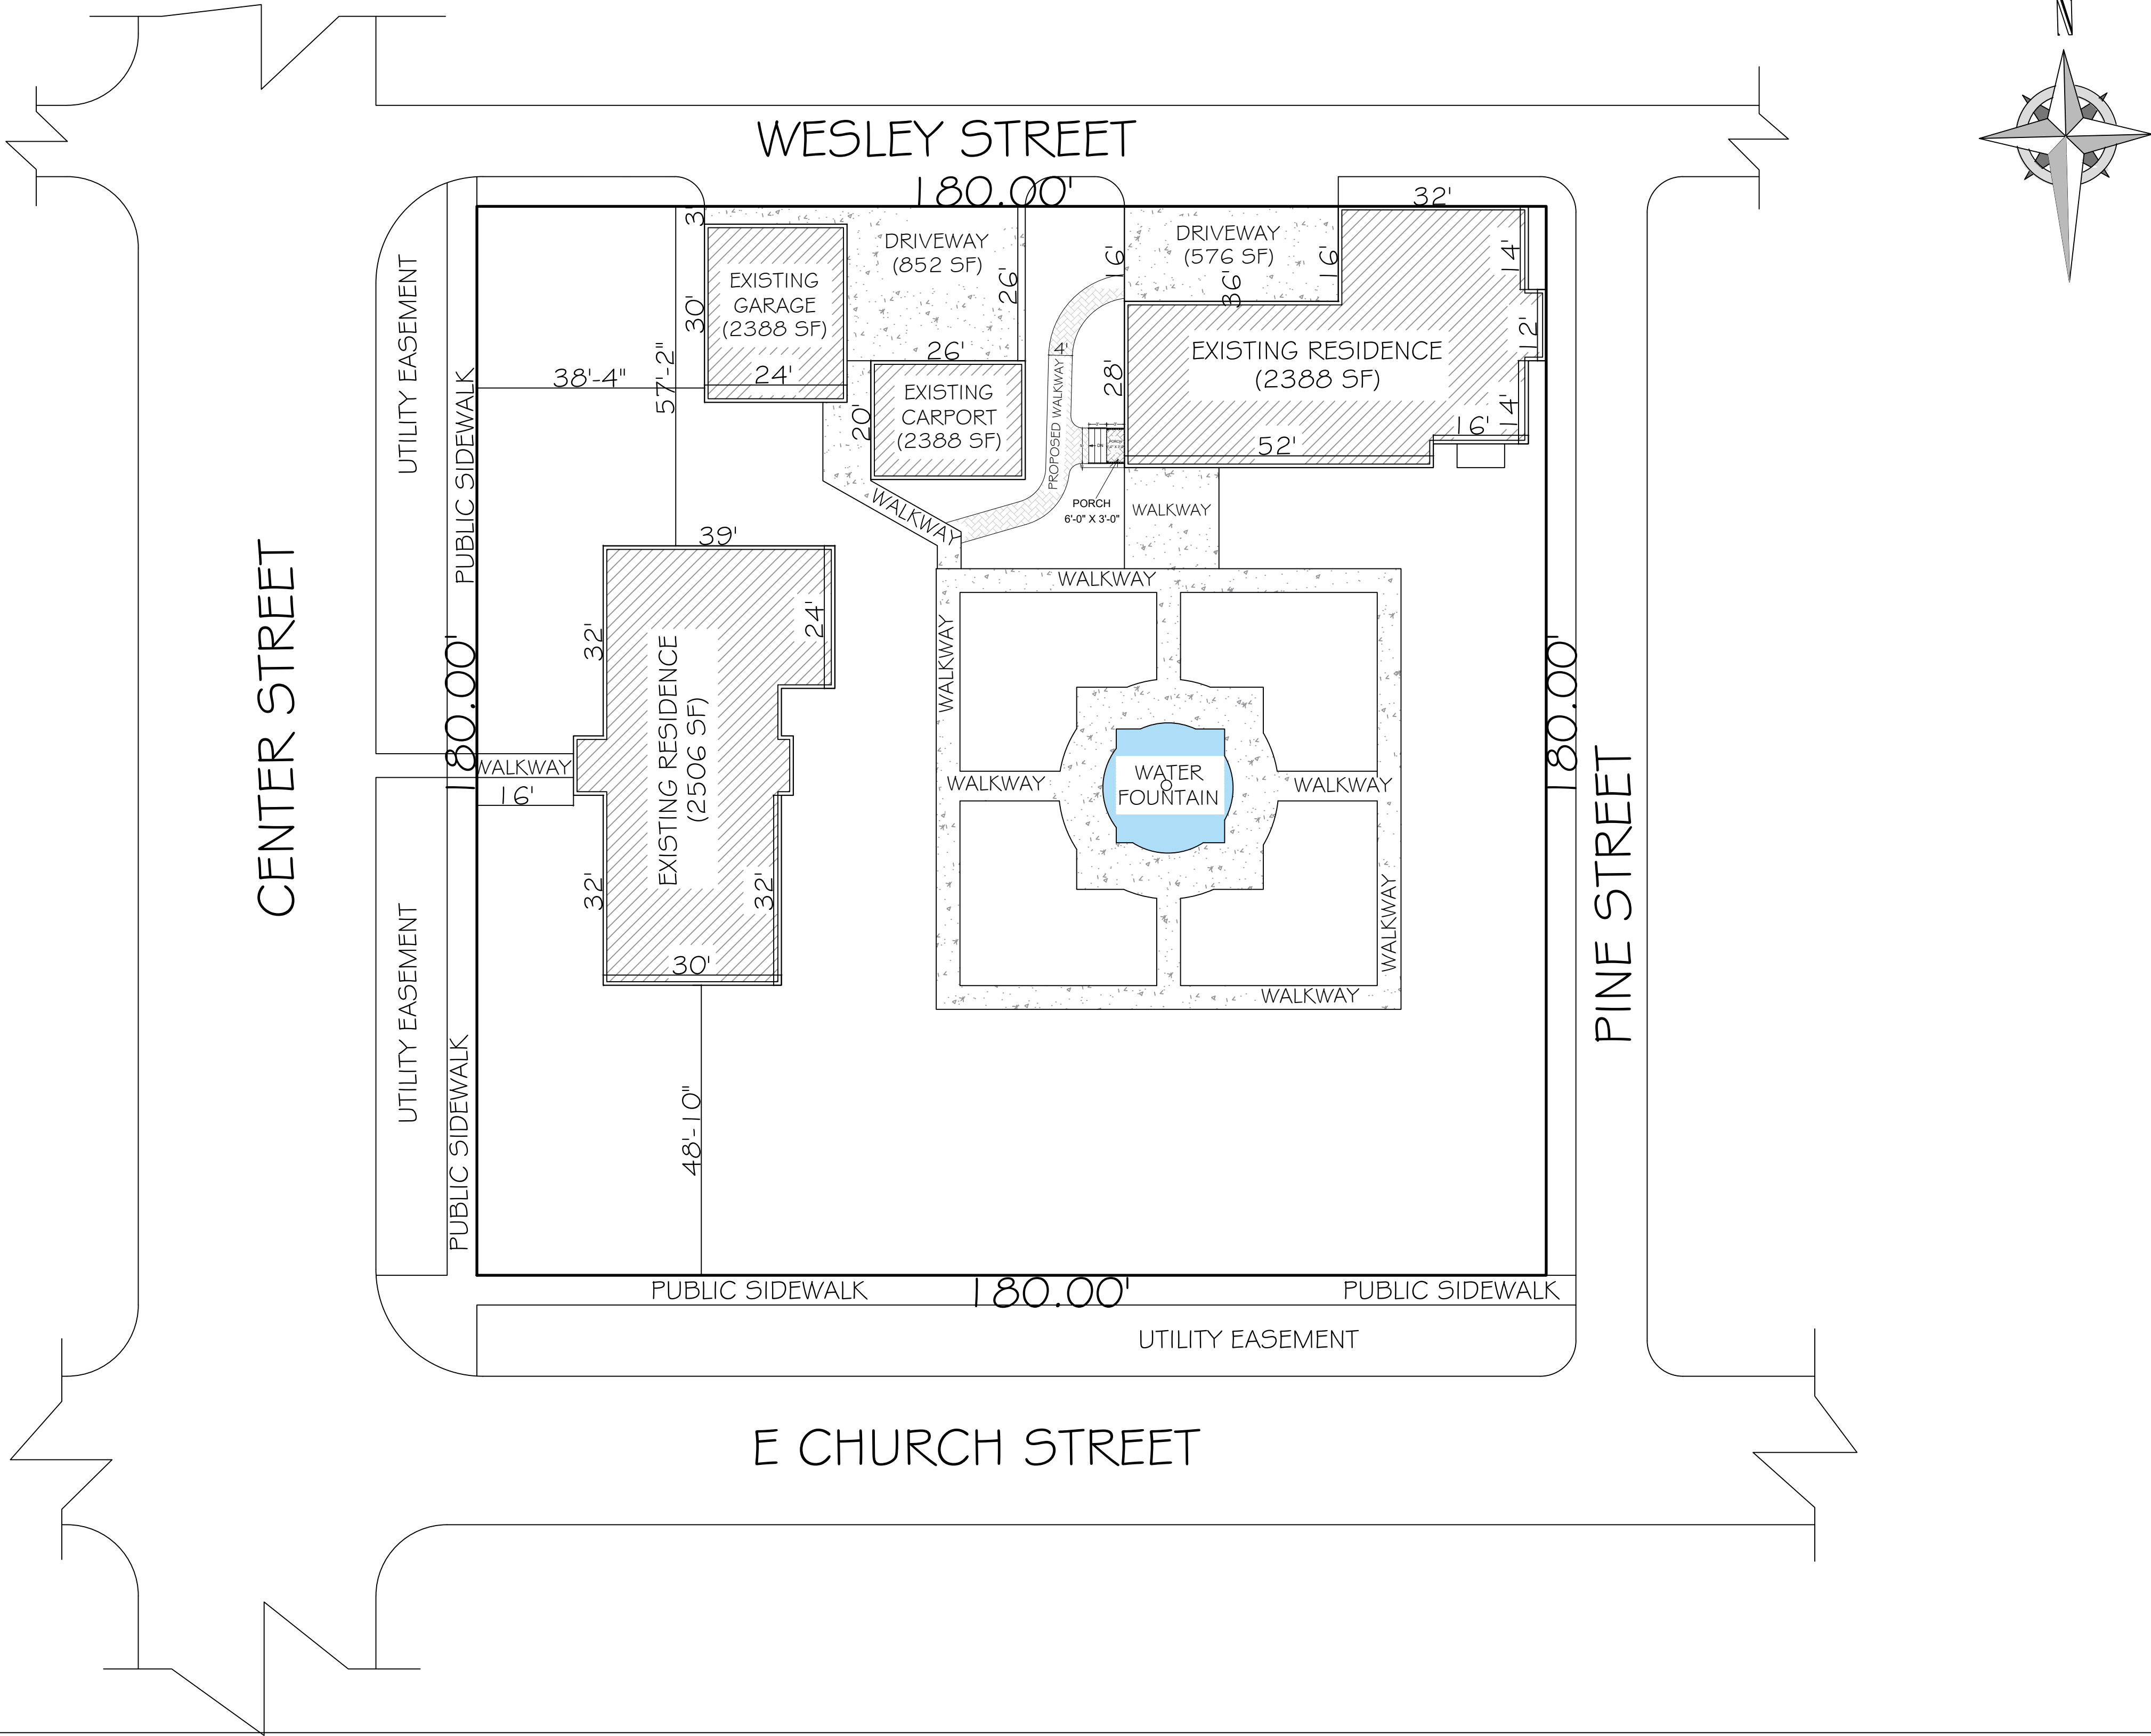 N
WESLEY STREET
180.00'
32'
3'
DRIVEWAY
(852 SF)
DRIVEWAY
(576 SF)
16'
16'
14'
36'
26'
EXISTING
GARAGE
(2388 SF)
30'
24'
38'-4"
57'-2"
26'
EXISTING
CARPORT
(2388 SF)
20'
4'
PROPOSED WALKWAY
28'
EXISTING RESIDENCE
(2388 SF)
12'
14'
16'
52'
DN
PORCH
6'-0" X 3'-0"
WALKWAY
WALKWAY
UTILITY EASEMENT
PUBLIC SIDEWALK
CENTER STREET
180.00'
39'
32'
24'
EXISTING RESIDENCE
(2506 SF)
WALKWAY
16'
32'
32'
30'
48'-10"
WALKWAY
WALKWAY
WALKWAY
WATER
FOUNTAIN
WALKWAY
WALKWAY
WALKWAY
180.00'
PINE STREET
UTILITY EASEMENT
PUBLIC SIDEWALK
PUBLIC SIDEWALK
180.00'
PUBLIC SIDEWALK
UTILITY EASEMENT
E CHURCH STREET